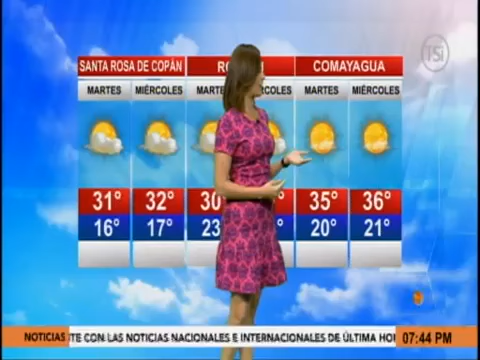 TSi
SANTA ROSA DE COPÁN
COMAYAGUA
MARTES MIÉRCOLES MARTES MARTES MIÉRCOLES
31° 32° 30° 35° 36°
16° 17° 23 20° 21°
NOTICIAS TE CON LAS NOTICIAS NACIONALES E INTERNACIONALES DE ÚLTIMA HO 07:44 PM